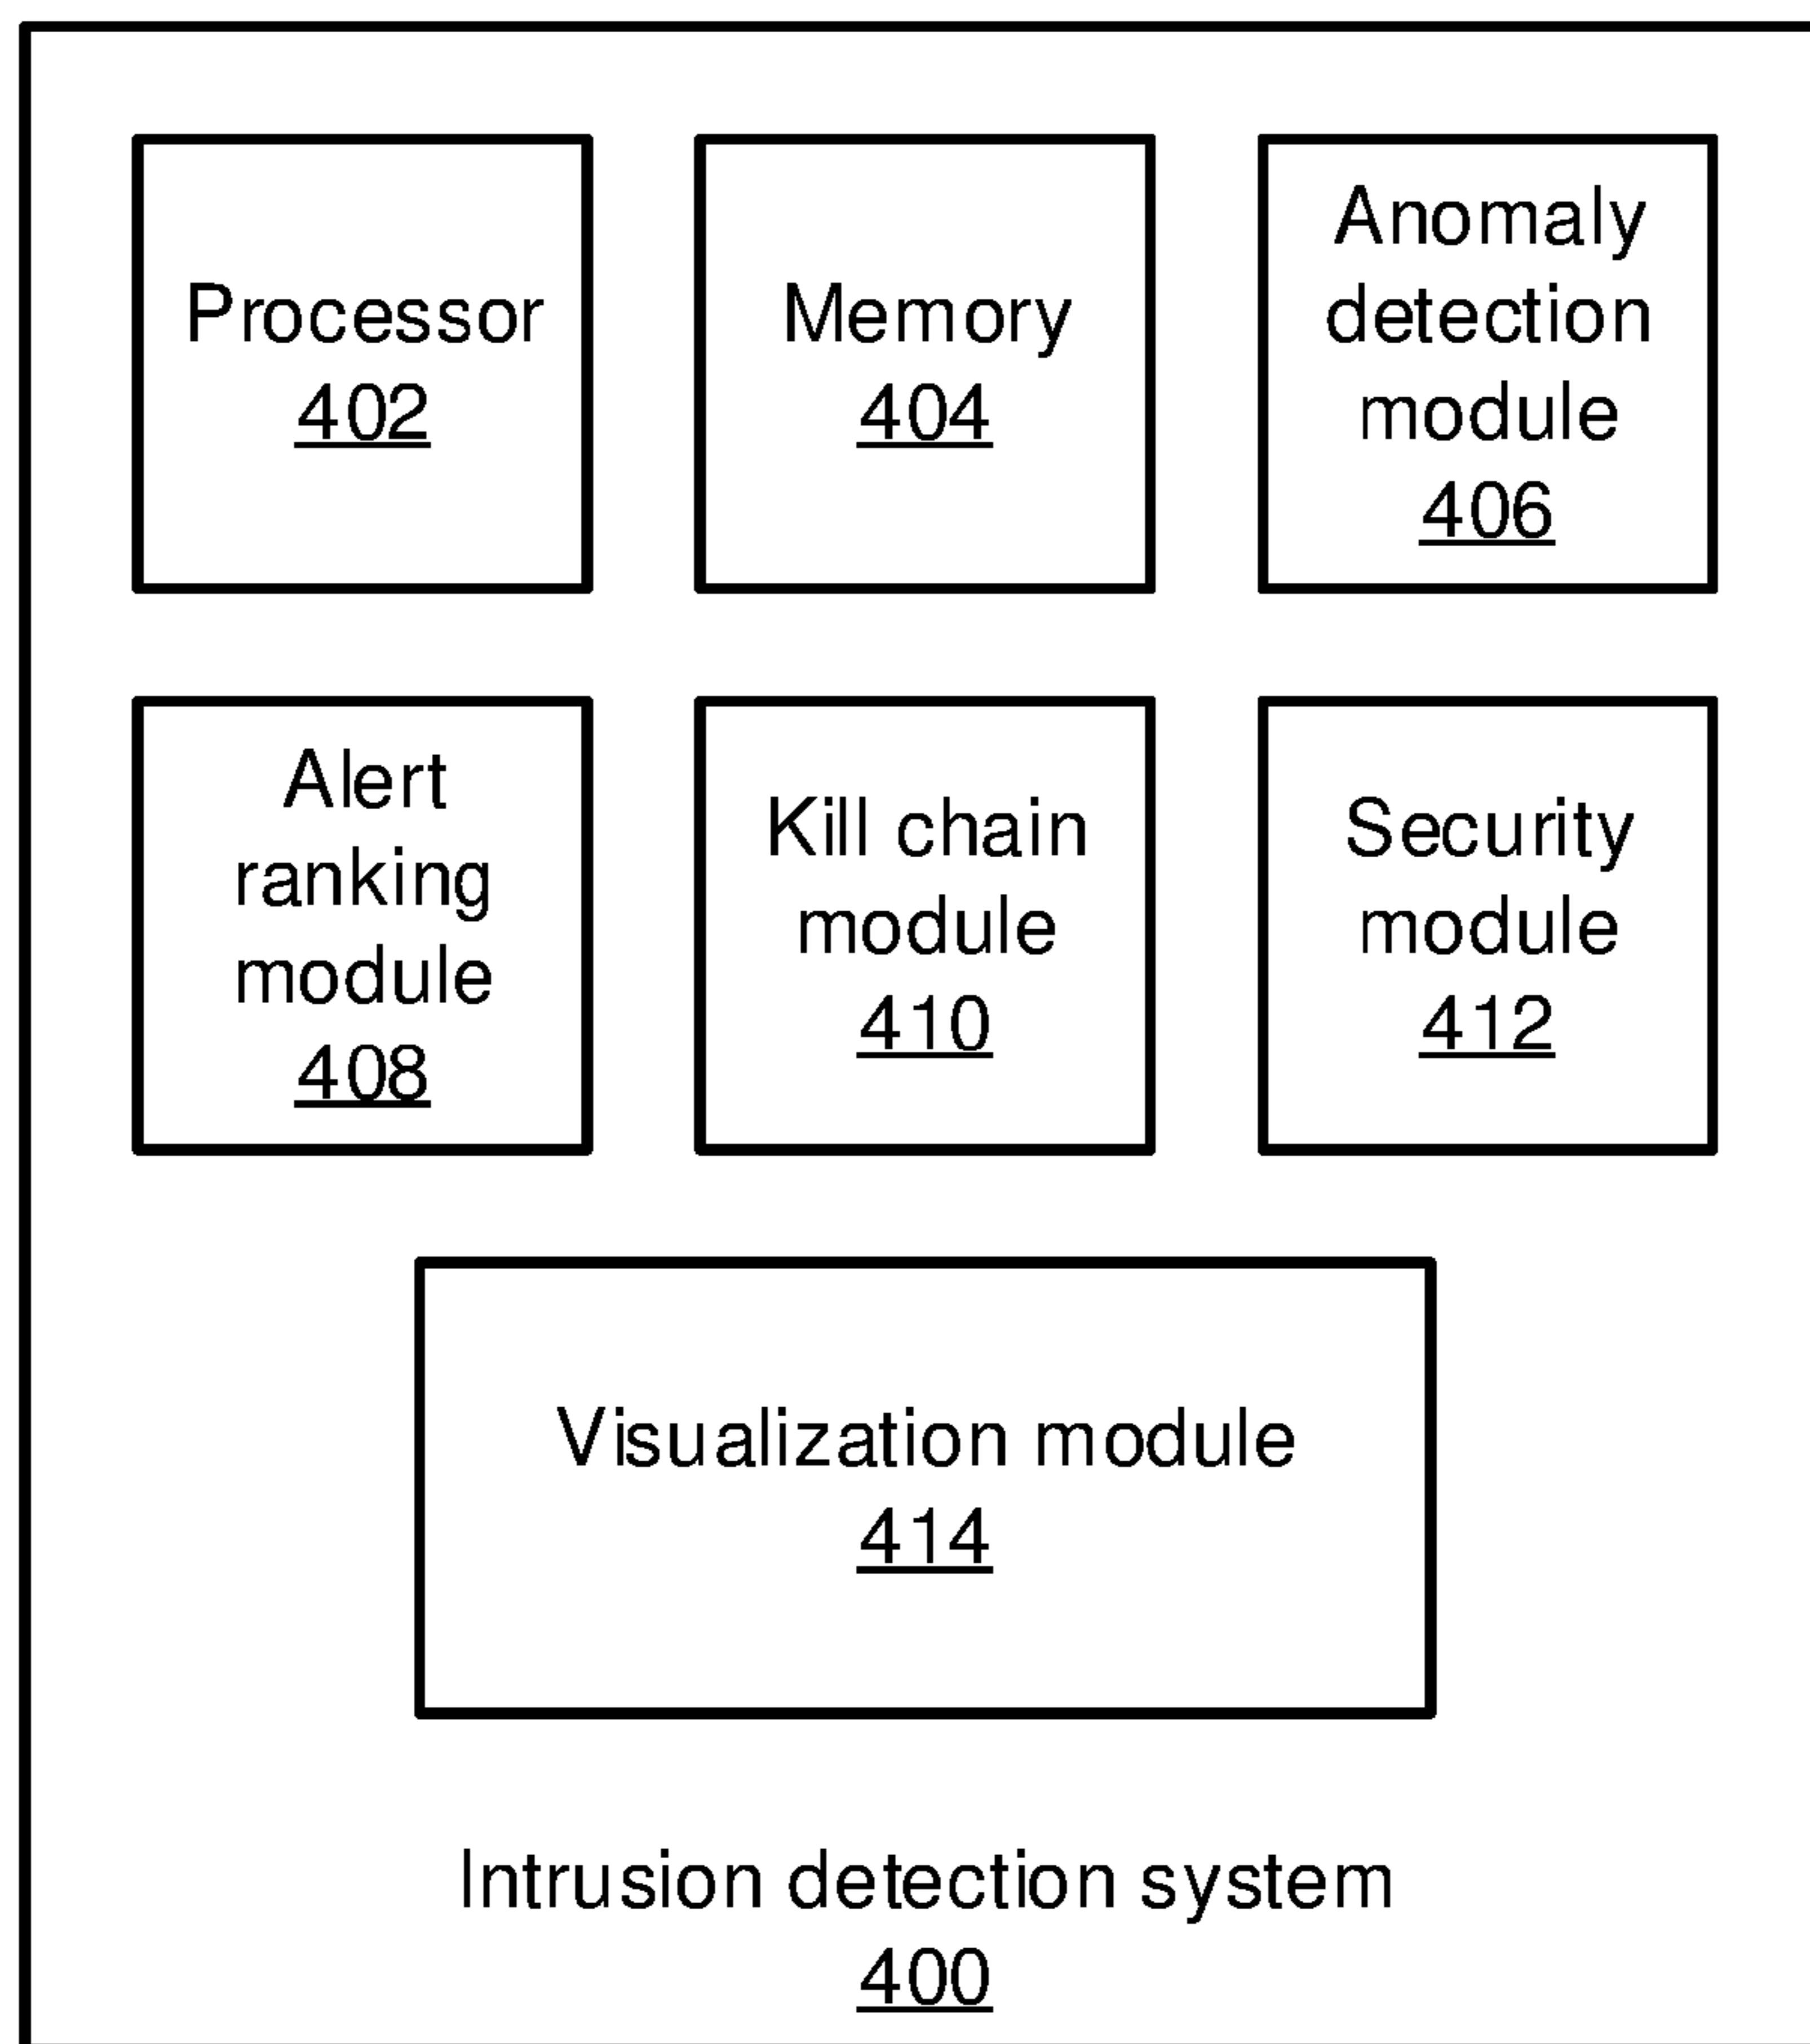 Processor
402
Memory
404
Anomaly
detection
module
406
Alert
ranking
module
408
Kill chain
module
410
Security
module
412
Visualization module
414
Intrusion detection system
400